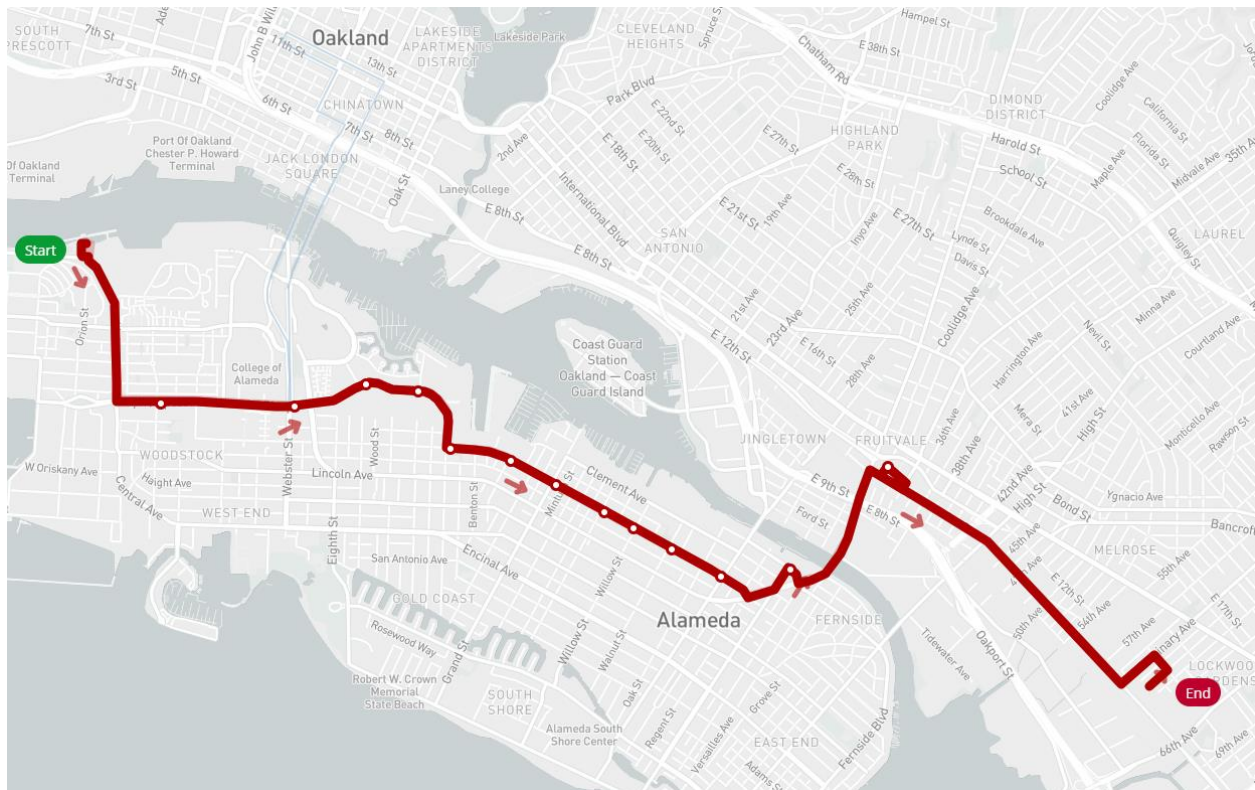 SOUTH
PRESCOTT
7th St
3rd St
5th St
6th St
John B Wil
11th St
Oakland
13th St
LAKESIDE
APARTMENTS
DISTRICT
Lakeside Park
CHINATOWN
7th St
8th St
2nd Ave
CLEVELAND
HEIGHTS
Spruce St
Park Blvd
E 38th St
Hampel St
Chatham Rd
DIMOND
DISTRICT
Coolidge Ave
California St
Florida St
35th Av
Harold St
School St
Maple Ave
Midvale Ave
HIGHLAND
PARK
E 22nd St
E 20th St
E 18th St
E 27th St
E 28th St
Of Oakland
Terminal
Port Of Oakland
Chester P. Howard
Terminal
JACK LONDON
SQUARE
Oak St
Laney College
E 8th St
International Blvd
E 21st St
19th Ave
Inyo Ave
E 27th St
Brookdale Ave
Lynde St
Davis St
LAUREL
Quigley St
SAN
ANTONIO
E 8th St
Start
Orion St
College of
Alameda
Coast Guard
Station
Oakland — Coast
Guard Island
21st Ave
23rd Ave
25th Ave
E 12th St
E 16th St
28th Ave
Coolidge Ave
Harrington Ave
Nevil St
Minna Ave
Courtland Ave
41st Ave
High St
Mera St
Monticello Ave
Rawson St
WOODSTOCK
W Oriskany Ave
Haight Ave
Central Ave
Webster St
Lincoln Ave
Wood St
WEST END
Eighth St
Benton St
Minturn St
Clement Ave
JINGLETOWN
FRUITVALE
36th Ave
38th Ave
E 9th St
E 8th St
Ford St
42nd Ave
High St
Bond St
Ygnacio Ave
Bancrof
45th Ave
MELROSE
55th Ave
San Antonio Ave
Encinal Ave
GOLD COAST
Willow St
Alameda
FERNSIDE
E 12th St
E 17th St
50th Ave
54th Ave
57th Ave
Rosewood Way
Grand St
Willow St
Walnut St
Robert W. Crown
Memorial
State Beach
SOUTH
SHORE
Oak St
Grove St
Tidewater Ave
Oakport St
End
Alameda South
Shore Center
Regent St
Versailles Ave
EAST END
Adams St
Fernside Blvd
66th Ave
69th Ave